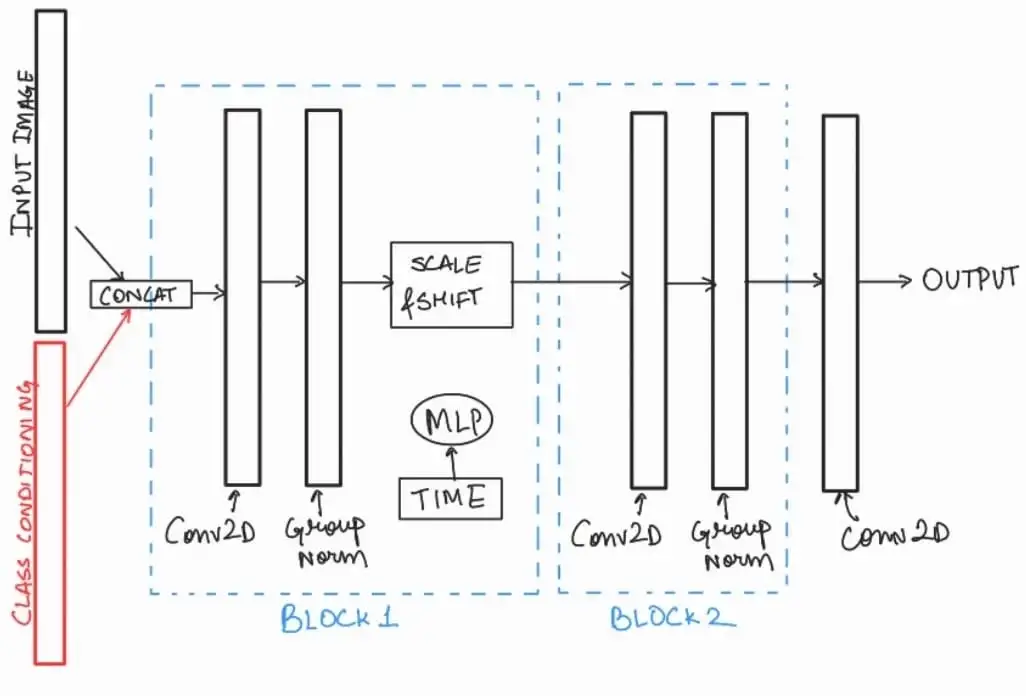 INPUT IMAGE
CLASS CONDITIONING
CONCAT
SCALE
& SHIFT
MLP
TIME
Conv2D
Group
Norm
BLOCK 1
Conv2D
Group
Norm
BLOCK 2
Conv2D
OUTPUT